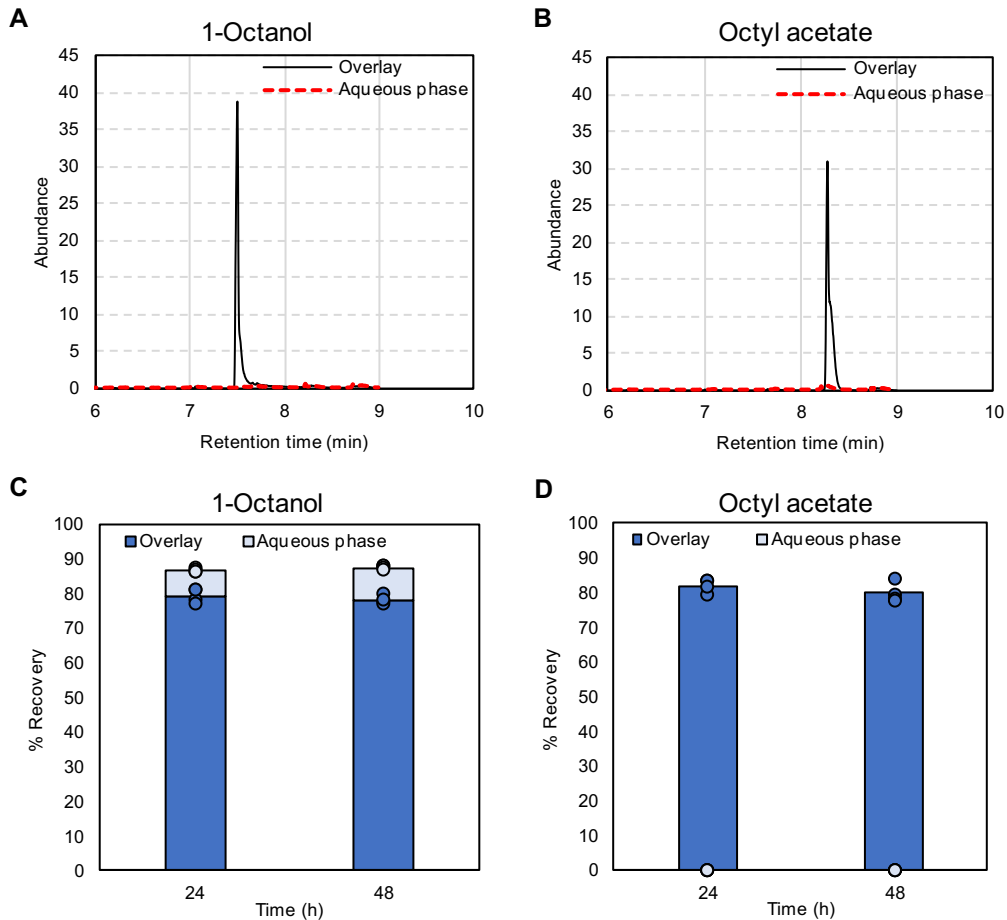 A
1-Octanol
45
40
35
30
25
20
15
10
5
0
Abundance
Overlay
Aqueous phase
6 7 8 9 10
Retention time (min)
B
Octyl acetate
45
40
35
30
25
20
15
10
5
0
Abundance
Overlay
Aqueous phase
6 7 8 9 10
Retention time (min)
C
1-Octanol
100
90
80
70
60
50
40
30
20
10
0
% Recovery
Overlay Aqueous phase
24 48
Time (h)
D
Octyl acetate
100
90
80
70
60
50
40
30
20
10
0
% Recovery
Overlay Aqueous phase
24 48
Time (h)